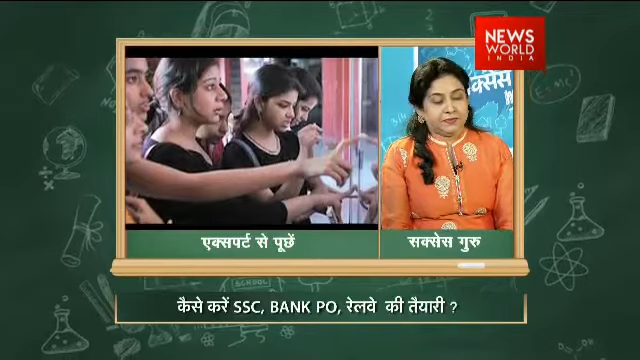 NEWS
WORLD
INDIA
एक्सपर्ट से पूछें
सक्सेस गुरु
कैसे करें SSC, BANK PO, रेलवे की तैयारी ?